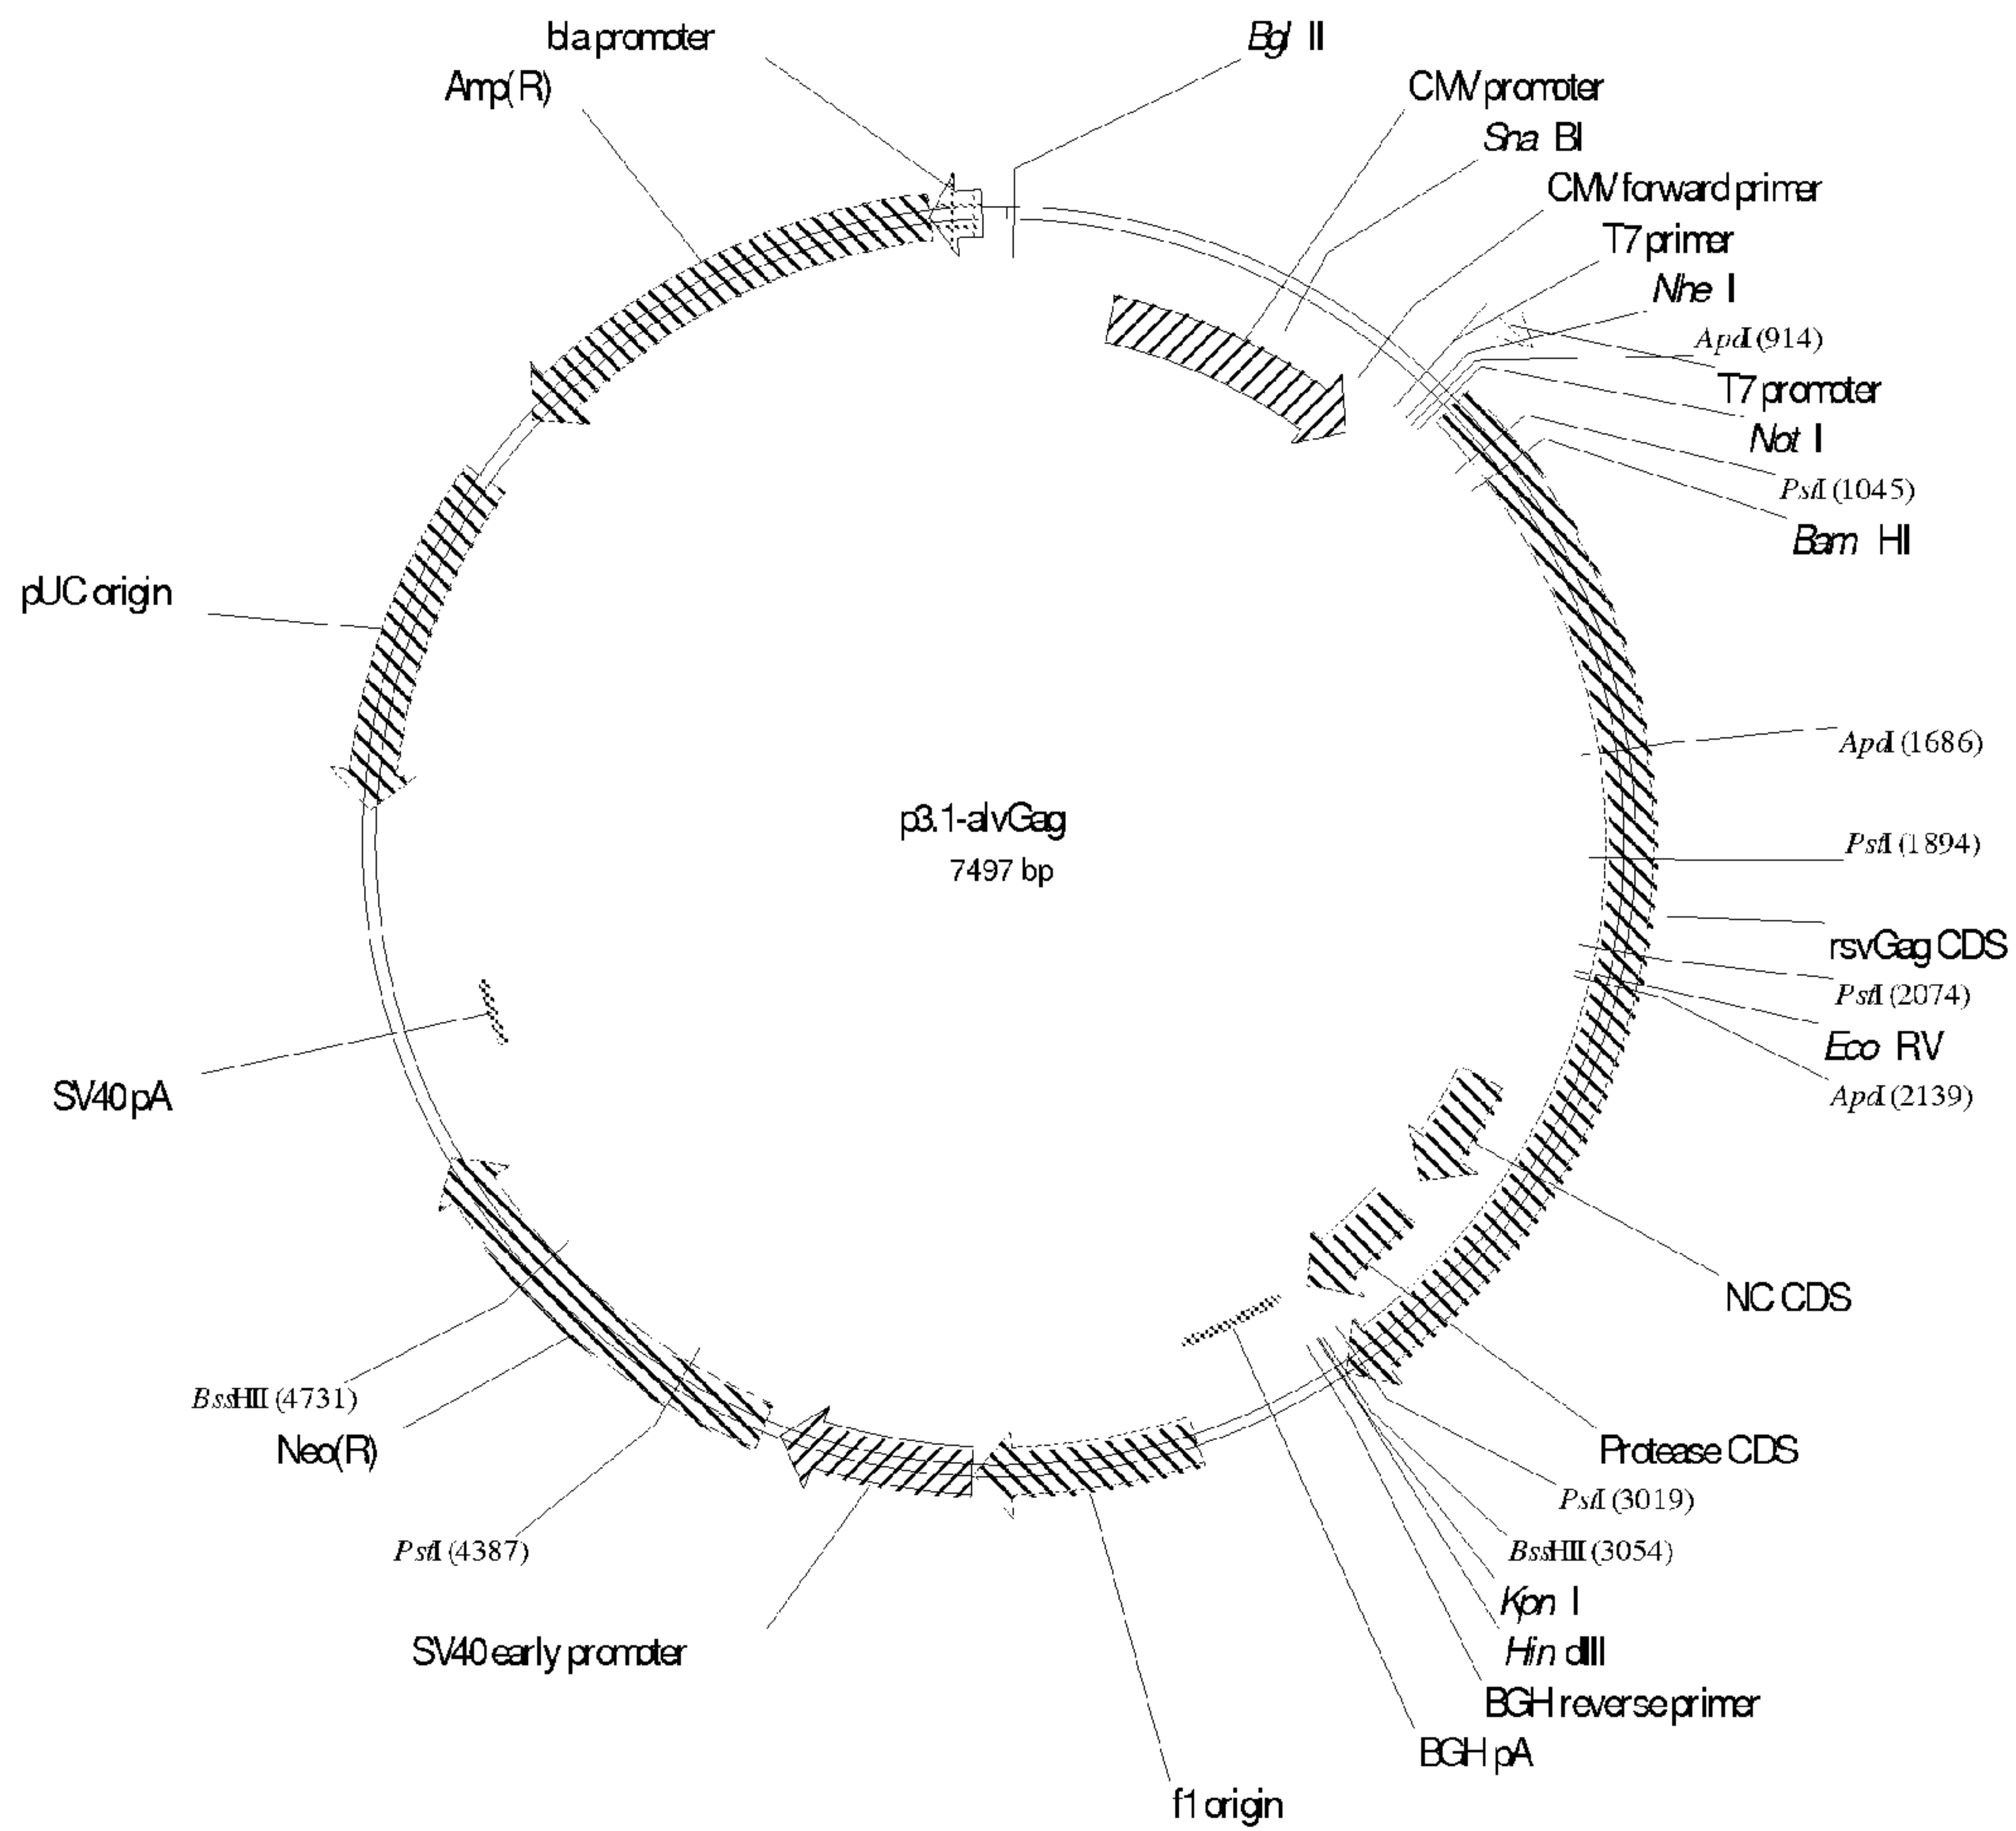 bla promoter
Bgl II
Amp(R)
CMV promoter
Sna BI
CMV forward primer
T7 primer
Nhe I
ApaI (914)
T7 promoter
Not I
PstI (1045)
Bam HI
pUC origin
ApaI (1686)
p3.1-alvGag
7497 bp
PstI (1894)
rsvGag CDS
PstI (2074)
Eco RV
SV40 pA
ApaI (2139)
NC CDS
BssHII (4731)
Neo(R)
Protease CDS
PstI (3019)
PstI (4387)
BssHII (3054)
Kpn I
SV40 early promoter
Hin dIII
BGH reverse primer
BGH pA
f1 origin